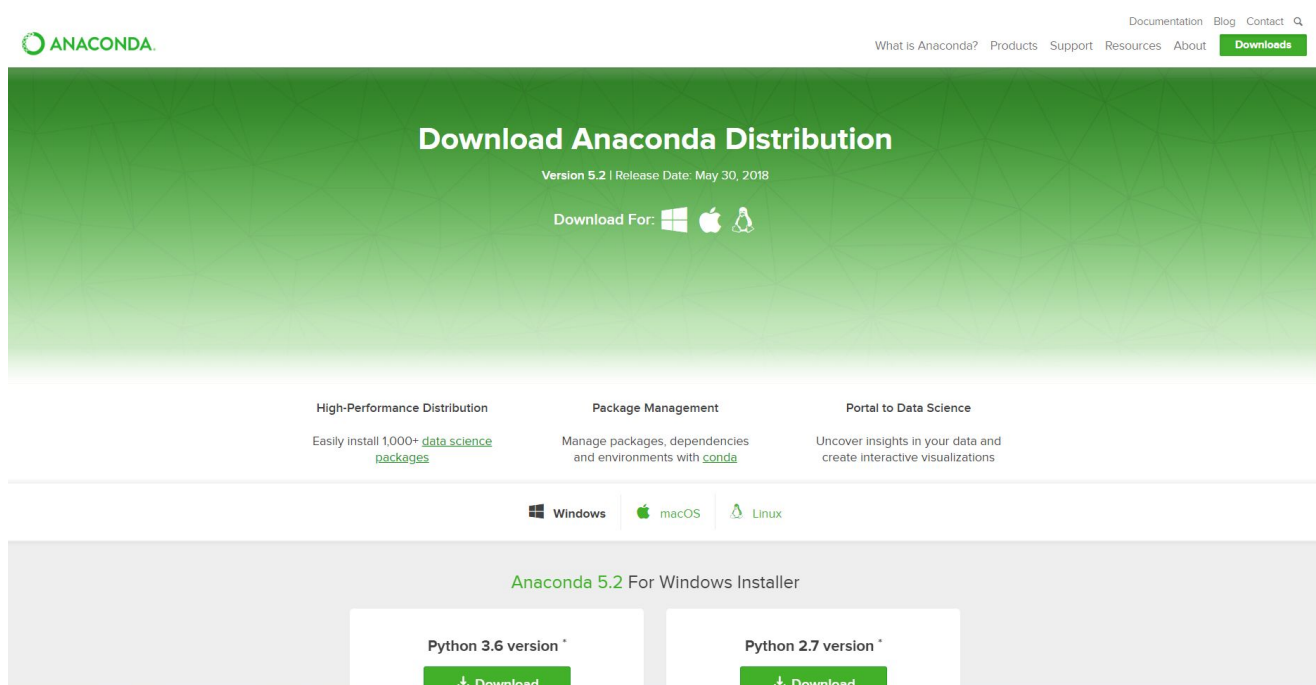 Documentation Blog Contact
ANACONDA.
What is Anaconda? Products Support Resources About Downloads
Download Anaconda Distribution
Version 5.2 | Release Date: May 30, 2018
Download For:
High-Performance Distribution
Easily install 1,000+ data science
packages
Package Management
Manage packages, dependencies
and environments with conda
Portal to Data Science
Uncover insights in your data and
create interactive visualizations
Windows macOS Linux
Anaconda 5.2 For Windows Installer
Python 3.6 version *
Download
Python 2.7 version *
Download